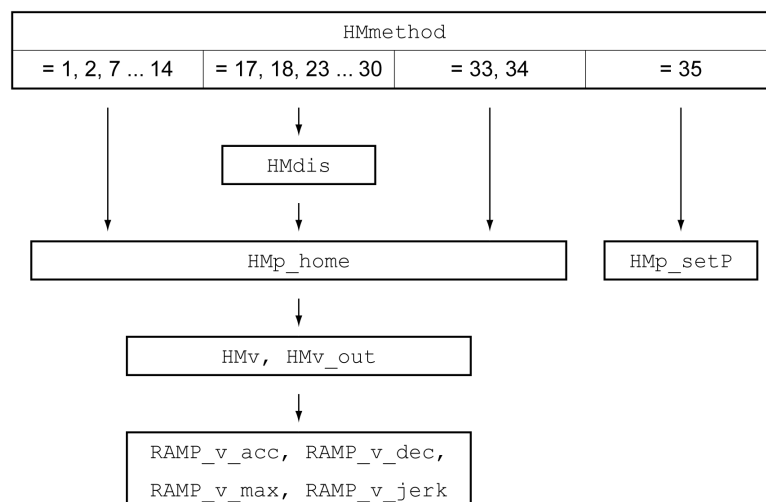 HMmethod
= 1, 2, 7 ... 14
= 17, 18, 23 ... 30
= 33, 34
= 35
HMdis
HMp_home
HMp_setP
HMv, HMv_out
RAMP_v_acc, RAMP_v_dec,
RAMP_v_max, RAMP_v_jerk